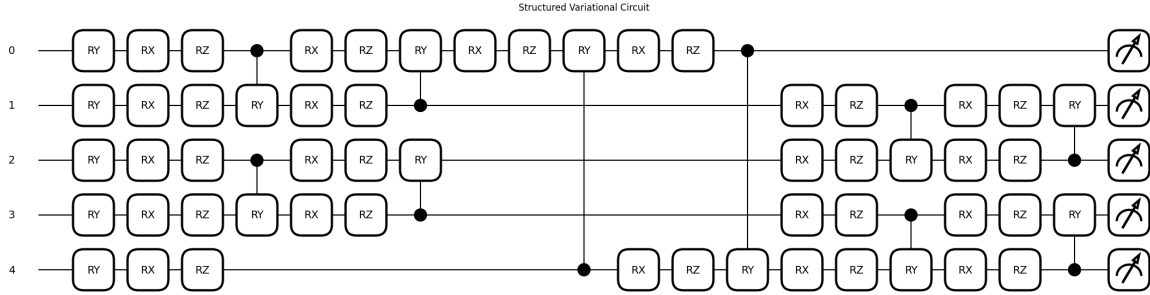 Structured Variational Circuit
0 RY RX RZ RX RZ RY RX RZ RY RX RZ
1 RY RX RZ RY RX RZ RX RZ RX RZ RY
2 RY RX RZ RX RZ RY RX RZ RY RX RZ
3 RY RX RZ RY RX RZ RX RZ RX RZ RY
4 RY RX RZ RX RZ RY RX RZ RY RX RZ